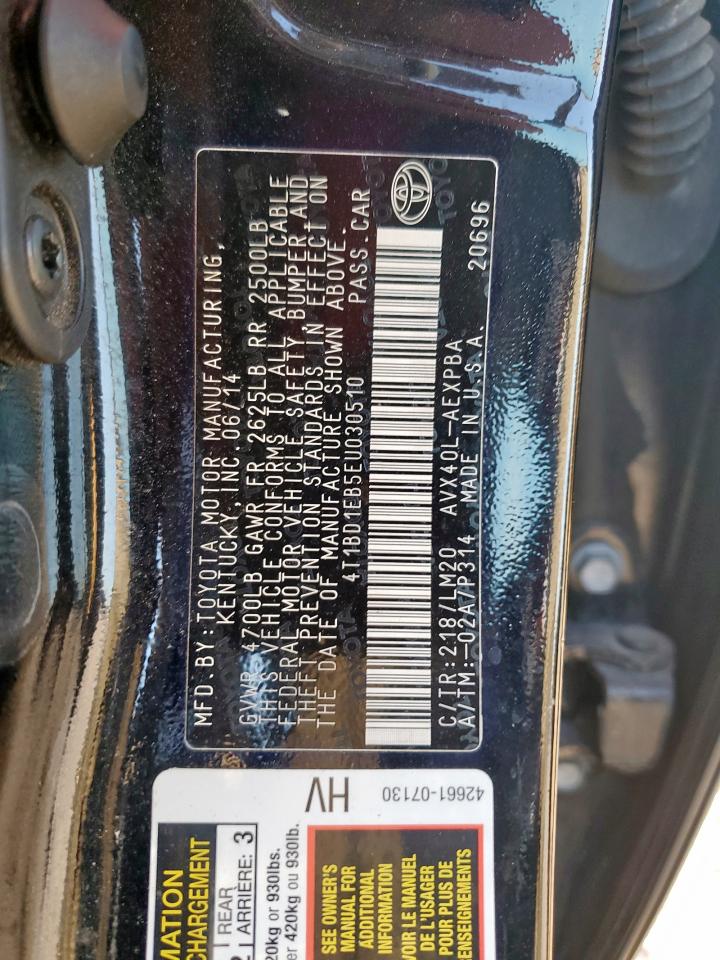 MFD.BY:TOYOTA MOTOR MANUFACTURING,
KENTUCKY, INC. 06/14
GVWR 4700LB GAWR FR 2625LB RR 2500LB
THIS VEHICLE CONFORMS TO ALL APPLICABLE
FEDERAL MOTOR VEHICLE SAFETY, BUMPER, AND
THEFT PREVENTION STANDARDS IN EFFECT ON
THE DATE OF MANUFACTURE SHOWN ABOVE.
4T1BD1EB5EU030510 PASS.CAR
C/TR:218/LM20 AVX40L-AEXPBA
A/TM:-02A7/P314 MADE IN U.S.A. 20696
HV
42661-07130
MATION
CHARGEMENT
REAR
ARRIÈRE: 3
20kg or 930lbs.
er 420kg ou 930lb.
SEE OWNER'S
MANUAL FOR
ADDITIONAL
INFORMATION
VOIR LE MANUEL
DE L'USAGER
POUR PLUS DE
RENSEIGNEMENTS